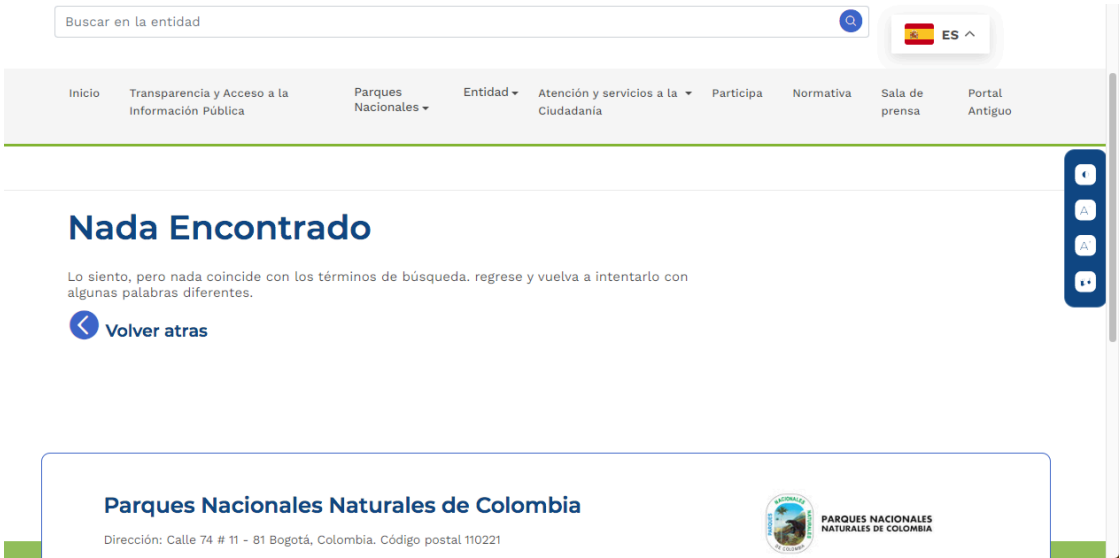 Buscar en la entidad
ES
Inicio
Transparencia y Acceso a la
Información Pública
Parques
Nacionales
Entidad
Atención y servicios a la
Ciudadanía
Participa
Normativa
Sala de
prensa
Portal
Antiguo
Nada Encontrado
Lo siento, pero nada coincide con los términos de búsqueda. regrese y vuelva a intentarlo con
algunas palabras diferentes.
Volver atras
Parques Nacionales Naturales de Colombia
Dirección: Calle 74 # 11 - 81 Bogotá, Colombia. Código postal 110221
PARQUES NACIONALES
NATURALES DE COLOMBIA